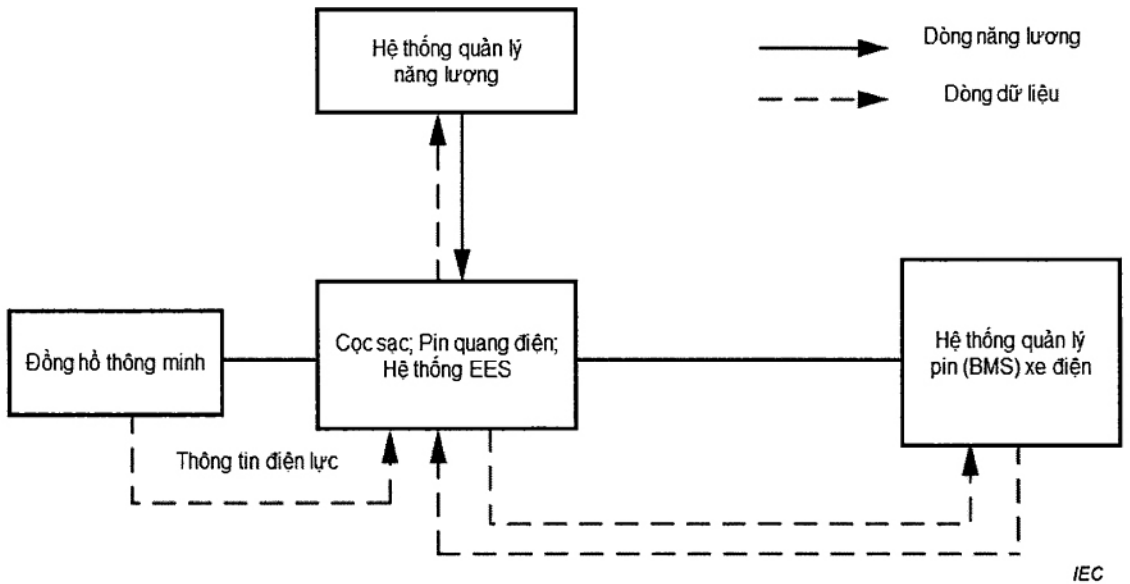 Hệ thống quản lý
năng lượng
Dòng năng lương
Dòng dữ liệu
Đồng hồ thông minh
Cọc sạc; Pin quang điện;
Hệ thống EES
Hệ thống quản lý
pin (BMS) xe điện
Thông tin điện lực
IEC